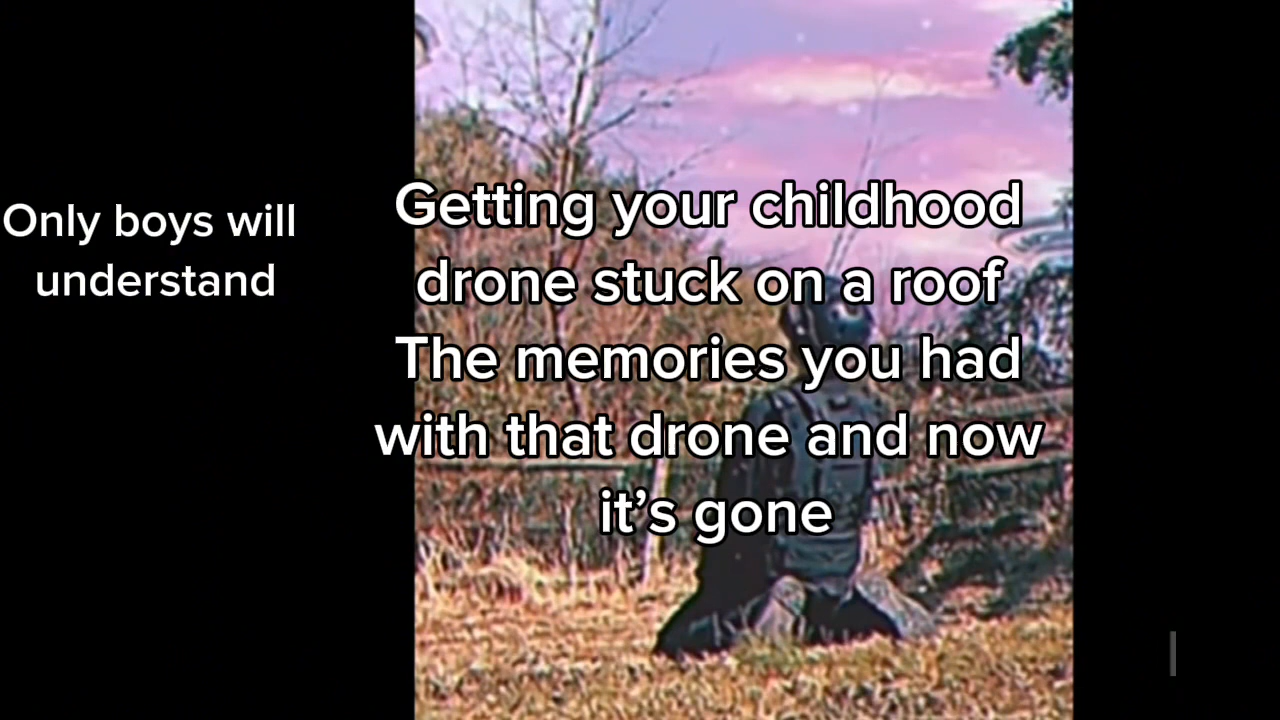 Only boys will
understand
Getting your childhood
drone stuck on a roof
The memories you had
with that drone and now
it’s gone